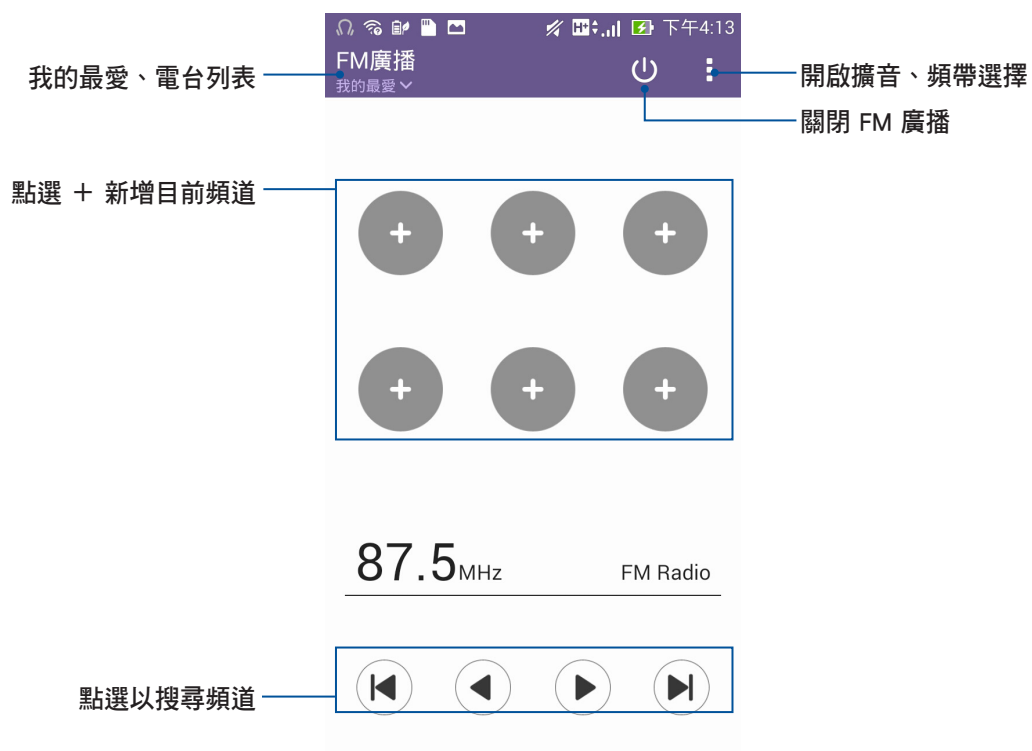 下午4:13
FM廣播
我的最愛
我的最愛、電台列表
開啟擴音、頻帶選擇
關閉 FM 廣播
點選 ＋ 新增目前頻道
87.5MHz
FM Radio
點選以搜尋頻道